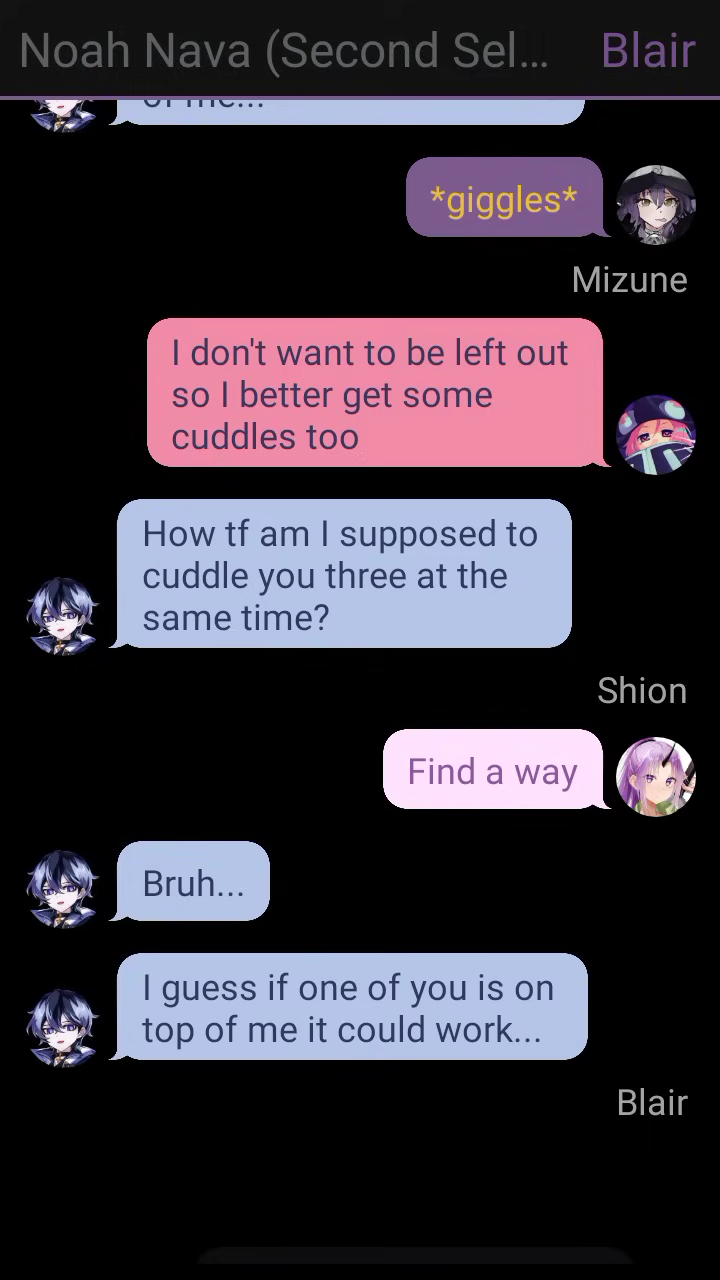 Noah Nava (Second Sel... Blair
of me...
*giggles*
Mizune
I don't want to be left out
so I better get some
cuddles too
How tf am I supposed to
cuddle you three at the
same time?
Shion
Find a way
Bruh...
I guess if one of you is on
top of me it could work...
Blair